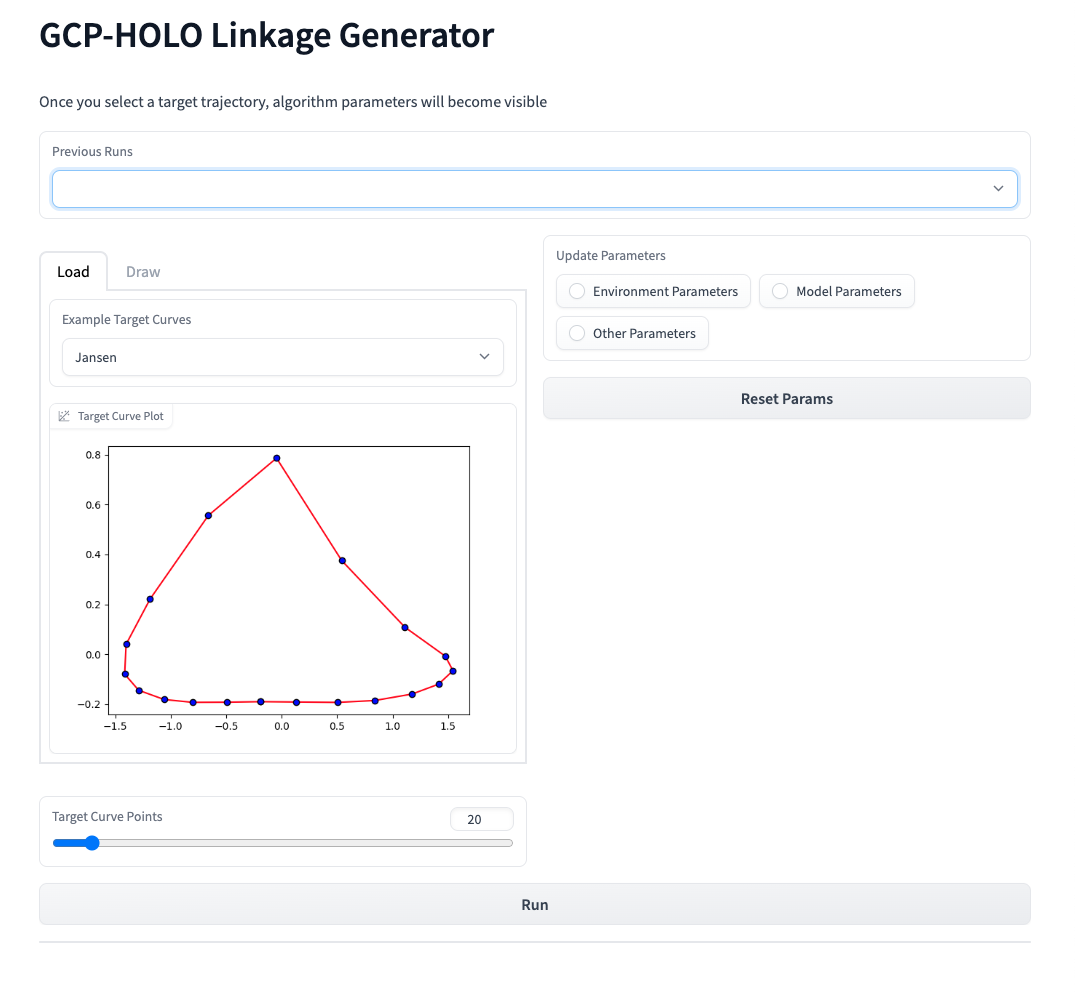 GCP-HOLO Linkage Generator
Once you select a target trajectory, algorithm parameters will become visible
Previous Runs
Load Draw
Example Target Curves
Jansen
Target Curve Plot
0.8
0.6
0.4
0.2
0.0
−0.2
−1.5 −1.0 −0.5 0.0 0.5 1.0 1.5
Target Curve Points 20
Update Parameters
Environment Parameters Model Parameters
Other Parameters
Reset Params
Run